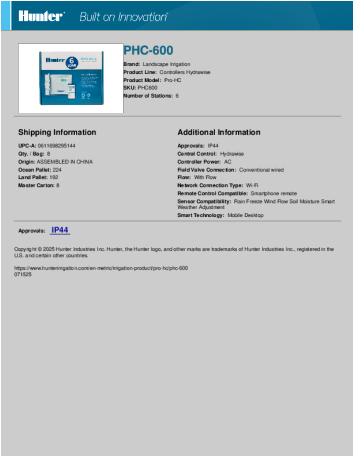 Hunter® Built on Innovation®
PHC-600
Brand: Landscape Irrigation
Product Line: Controllers Hydrawise
Product Model: Pro-HC
SKU: PHC600
Number of Stations: 6
Hunter
6
Shipping Information
UPC-A: 0611698295144
Qty. / Bag: 8
Origin: ASSEMBLED IN CHINA
Ocean Pallet: 224
Land Pallet: 192
Master Carton: 8
Additional Information
Approvals: IP44
Central Control: Hydrawise
Controller Power: AC
Field Valve Connection: Conventional wired
Flow: With Flow
Network Connection Type: Wi-Fi
Remote Control Compatible: Smartphone remote
Sensor Compatibility: Rain Freeze Wind Flow Soil Moisture Smart
Weather Adjustment
Smart Technology: Mobile Desktop
Approvals: IP44
Copyright © 2025 Hunter Industries Inc. Hunter, the Hunter logo, and other marks are trademarks of Hunter Industries Inc., registered in the
U.S. and certain other countries.
https://www.hunterirrigation.com/en-metric/irrigation-product/pro-hc/phc-600
071525